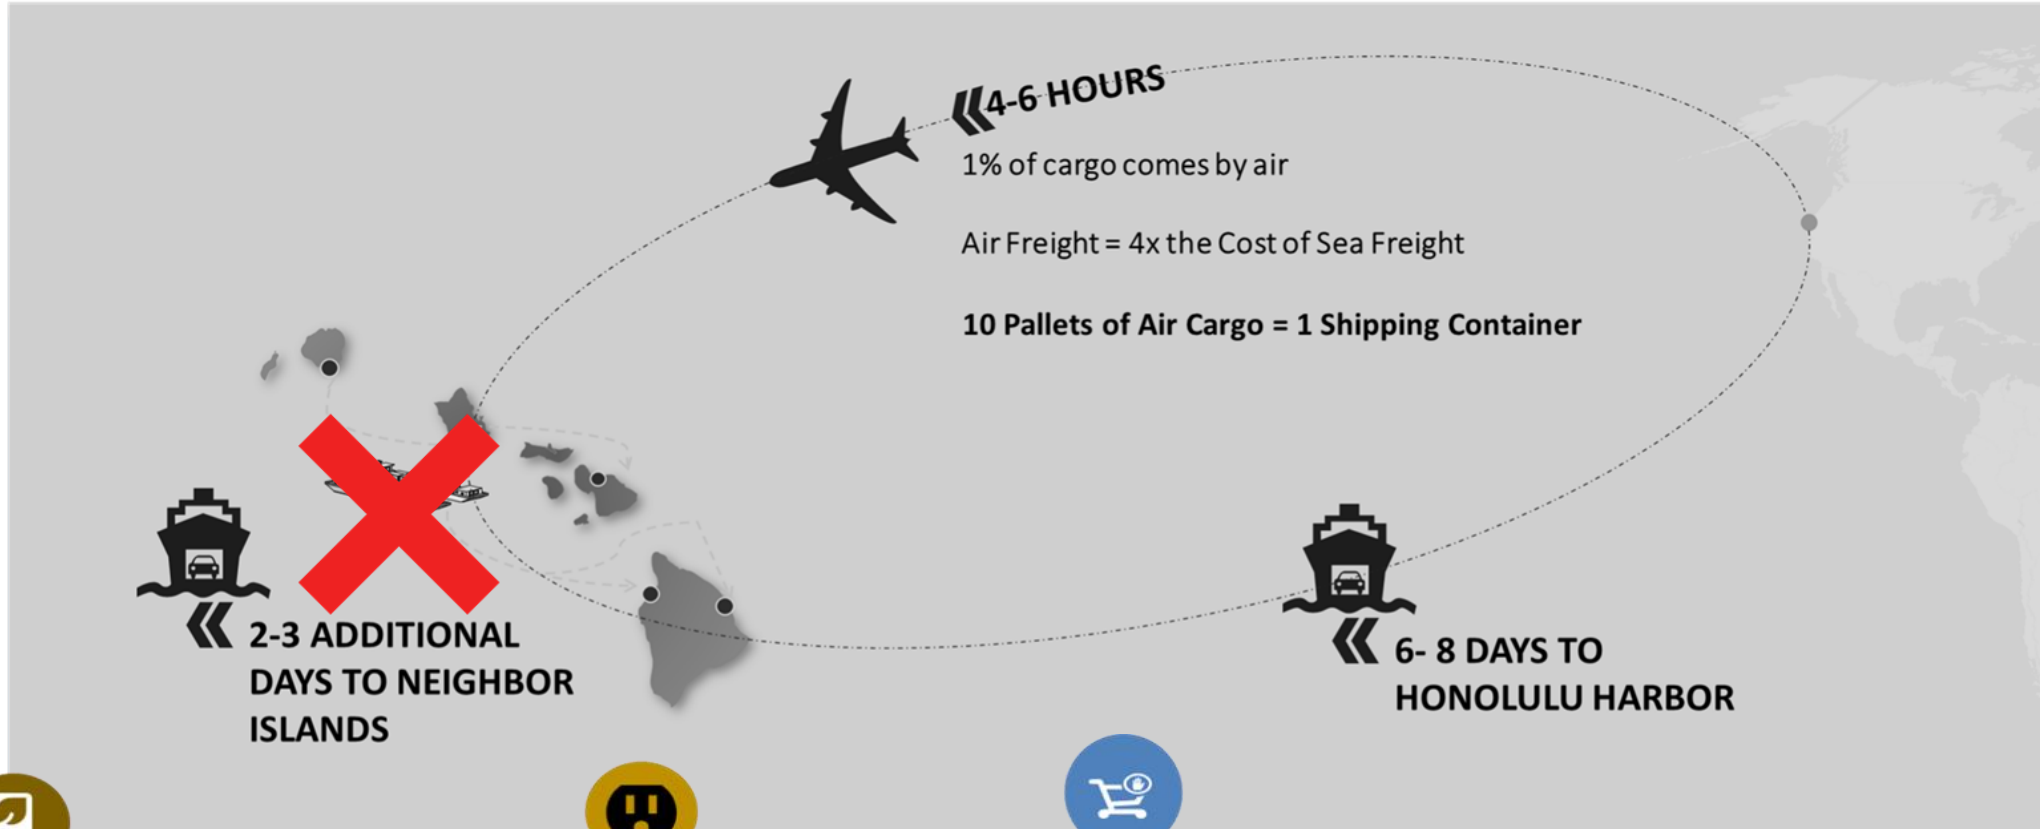 4-6 HOURS
1% of cargo comes by air
Air Freight = 4x the Cost of Sea Freight
10 Pallets of Air Cargo = 1 Shipping Container
2-3 ADDITIONAL
DAYS TO NEIGHBOR
ISLANDS
6- 8 DAYS TO
HONOLULU HARBOR